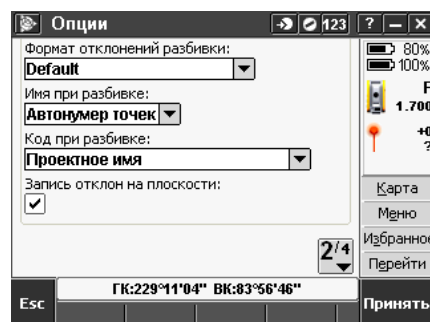 Опции 123 ? – X
Формат отклонений разбивки:
Default
Имя при разбивке:
Автонумер точек
Код при разбивке:
Проектное имя
Запись отклон на плоскости:
2/4
80%
100%
1.700
+0
?
Карта
Меню
Избранное
Перейти
ГК:229°11'04" ВК:83°56'46"
Esc
Принять